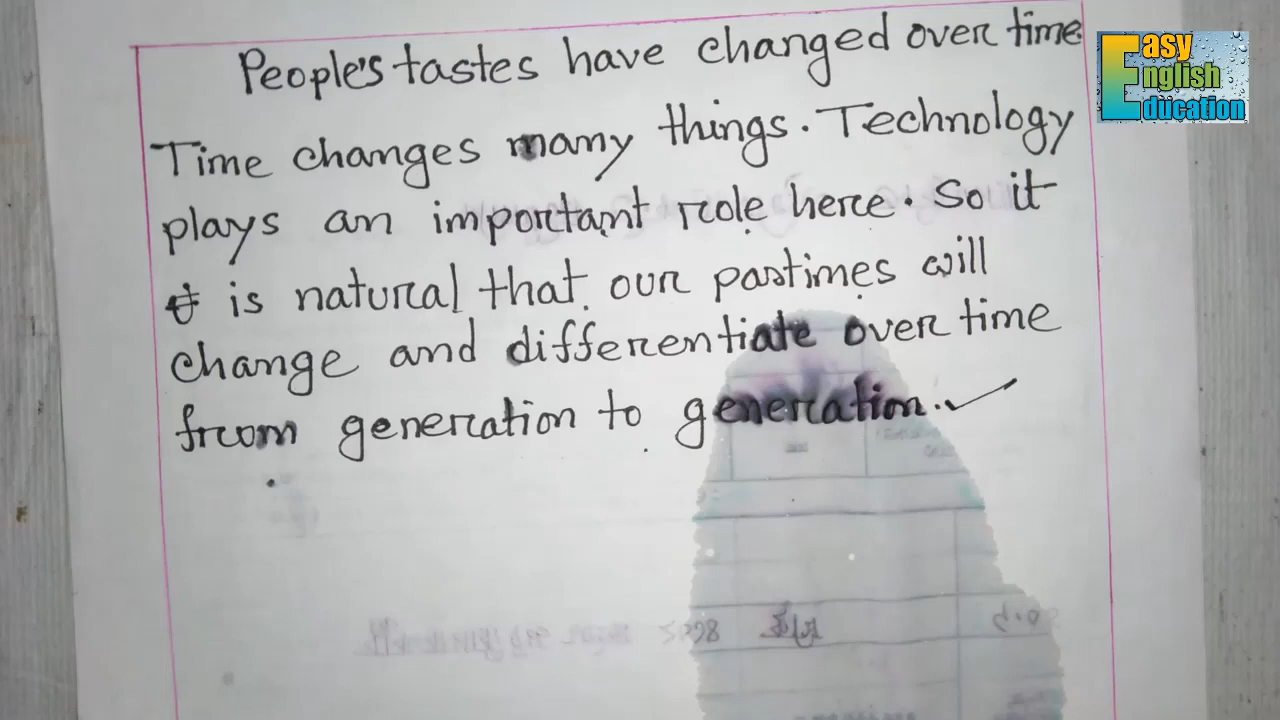 People's tastes have changed over time
Time changes many things. Technology
plays an important role here. So it
is natural that our pastimes will
change and differentiate over time
from generation to generation.
Easy
English
Education